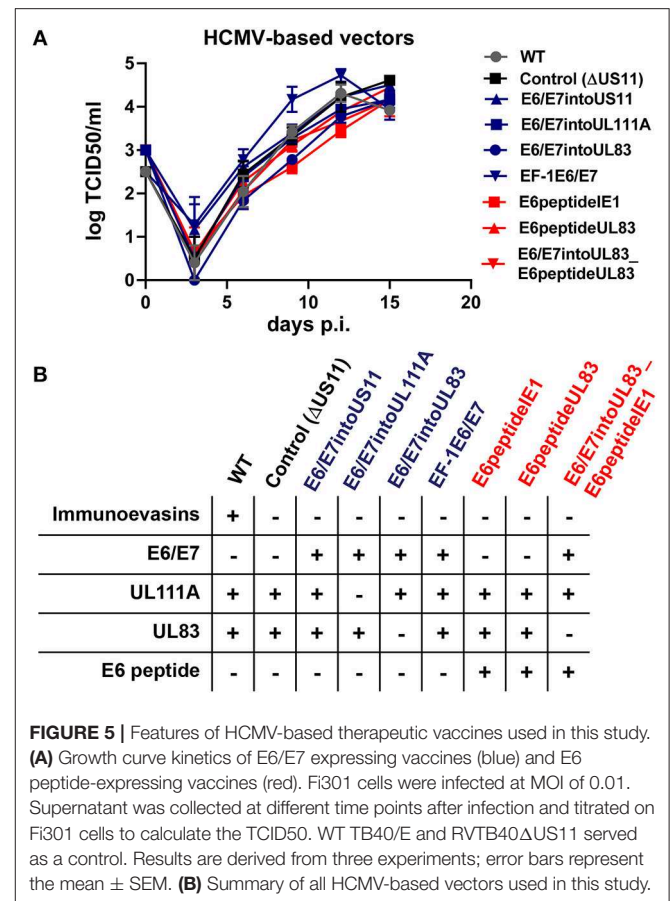 A
HCMV-based vectors
log TCID50/ml
5
4
3
2
1
0
0
5
10
15
20
days p.i.
WT
Control (ΔUS11)
E6/E7intoUS11
E6/E7intoUL111A
E6/E7intoUL83
EF-1E6/E7
E6peptideIE1
E6peptideUL83
E6/E7intoUL83_
E6peptideUL83
B
WT
Control (ΔUS11)
E6/E7intoUS11
E6/E7intoUL111A
E6/E7intoUL83
EF-1E6/E7
E6peptideIE1
E6peptideUL83
E6/E7intoUL83_
E6peptideIE1
Immunoevasins + - - - - - - - -
E6/E7 - - + + + + - - +
UL111A + + + - + + + + +
UL83 + + + + - + + + -
E6 peptide - - - - - - + + +
FIGURE 5 | Features of HCMV-based therapeutic vaccines used in this study.
(A) Growth curve kinetics of E6/E7 expressing vaccines (blue) and E6
peptide-expressing vaccines (red). Fi301 cells were infected at MOI of 0.01.
Supernatant was collected at different time points after infection and titrated on
Fi301 cells to calculate the TCID50. WT TB40/E and RVTB40ΔUS11 served
as a control. Results are derived from three experiments; error bars represent
the mean ± SEM. (B) Summary of all HCMV-based vectors used in this study.